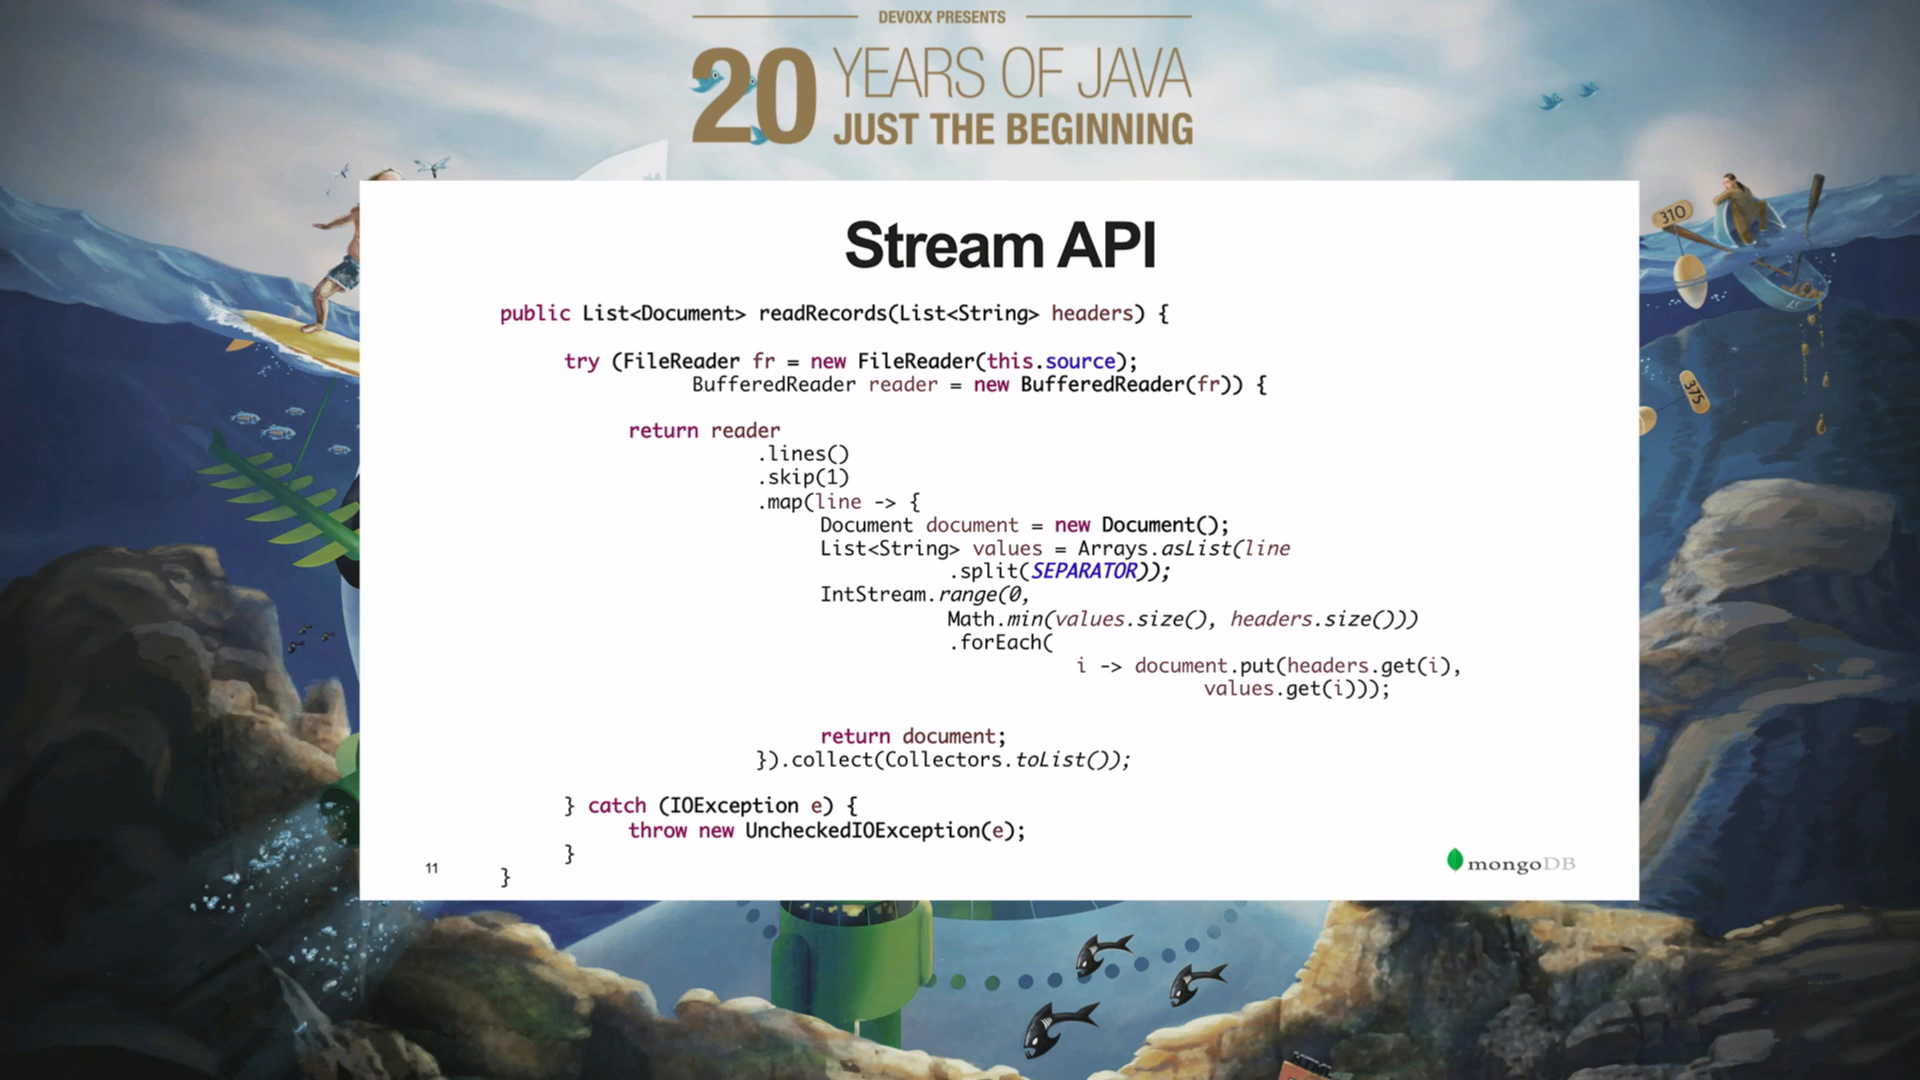 DEVOXX PRESENTS
20 YEARS OF JAVA
JUST THE BEGINNING
310
375
Stream API
public List<Document> readRecords(List<String> headers) {
try (FileReader fr = new FileReader(this.source);
BufferedReader reader = new BufferedReader(fr)) {
return reader
.lines()
.skip(1)
.map(line -> {
Document document = new Document();
List<String> values = Arrays.asList(line
.split(SEPARATOR));
IntStream.range(0,
Math.min(values.size(), headers.size()))
.forEach(
i -> document.put(headers.get(i),
values.get(i)));
return document;
}).collect(Collectors.toList());
} catch (IOException e) {
throw new UncheckedIOException(e);
}
}
11
mongoDB